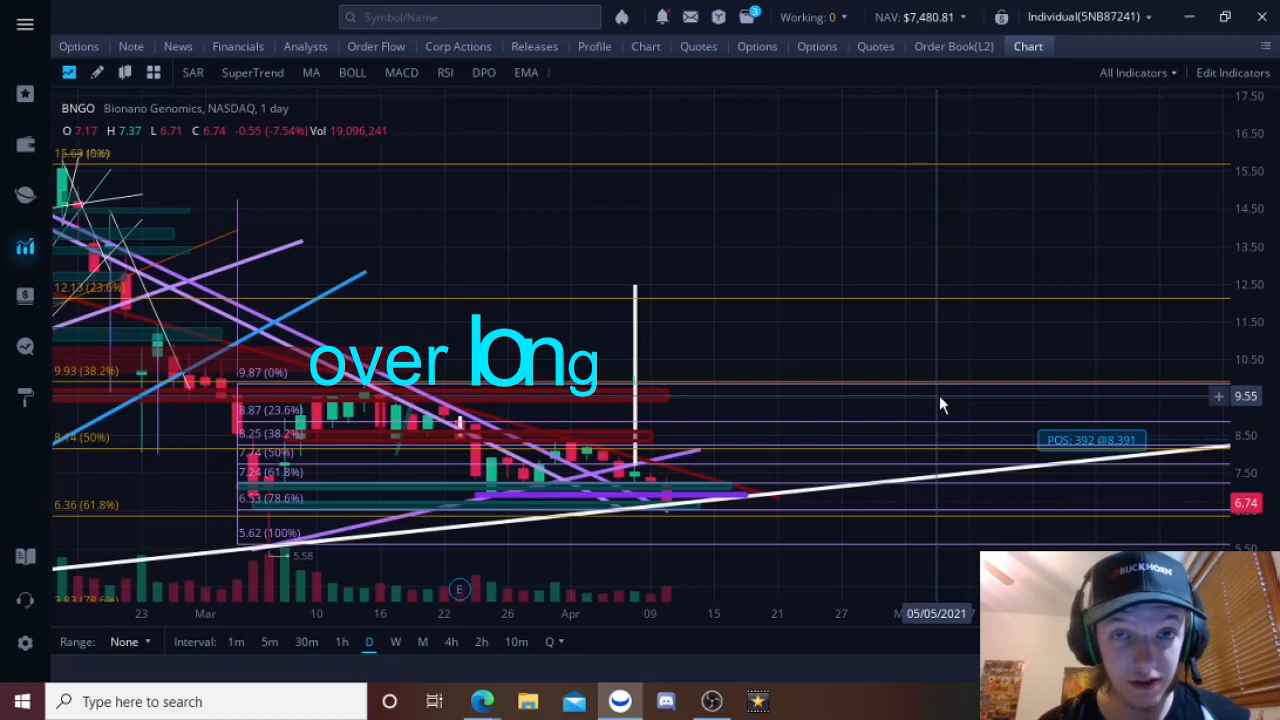 Symbol/Name
3
Working: 0
NAV: $7,480.81
Individual(5NB87241)
Options Note News Financials Analysts Order Flow Corp Actions Releases Profile Chart Quotes Options Options Quotes Order Book(L2) Chart
SAR SuperTrend MA BOLL MACD RSI DPO EMA All Indicators Edit Indicators
BNGO Bionano Genomics, NASDAQ, 1 day
O 7.17 H 7.37 L 6.71 C 6.74 -0.55 (-7.54%) Vol 19,096,241
17.50
16.50
15.69 (0%)
15.50
14.50
13.50
12.13 (23.6%)
12.50
11.50
over long
10.50
9.93 (38.2%)
9.87 (0%)
9.55
8.87 (23.6%)
8.25 (38.2%)
8.14 (50%)
POS: 392 @8.391
8.50
7.74 (50%)
7.24 (61.8%)
7.50
6.53 (78.6%)
6.36 (61.8%)
6.74
5.62 (100%)
5.50
5.58
3.83 (78.6%)
E
BUCKHORN
23 Mar 10 16 22 26 Apr 09 15 21 27 05/05/2021
Range: None Interval: 1m 5m 30m 1h D W M 4h 2h 10m Q
Type here to search